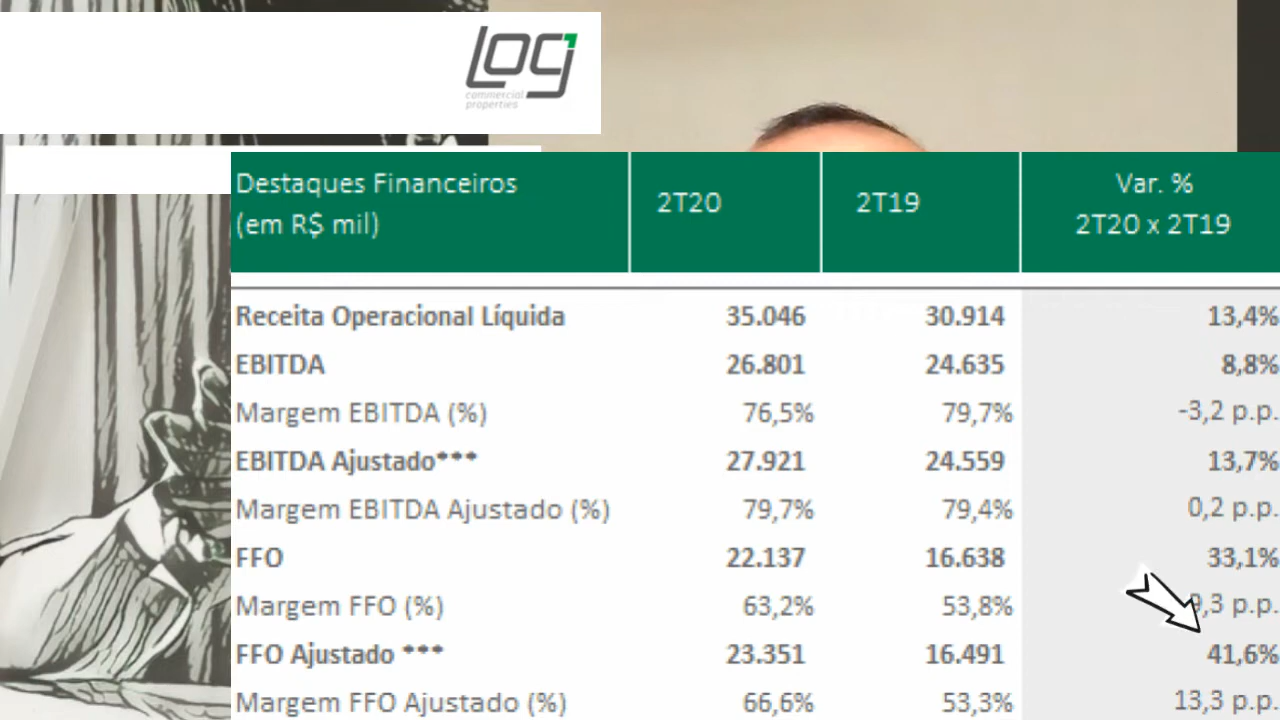 log
commercial
properties
Destaques Financeiros
(em R$ mil) 2T20 2T19 Var. %
2T20 x 2T19
Receita Operacional Líquida 35.046 30.914 13,4%
EBITDA 26.801 24.635 8,8%
Margem EBITDA (%) 76,5% 79,7% -3,2 p.p.
EBITDA Ajustado*** 27.921 24.559 13,7%
Margem EBITDA Ajustado (%) 79,7% 79,4% 0,2 p.p.
FFO 22.137 16.638 33,1%
Margem FFO (%) 63,2% 53,8% 9,3 p.p.
FFO Ajustado *** 23.351 16.491 41,6%
Margem FFO Ajustado (%) 66,6% 53,3% 13,3 p.p.